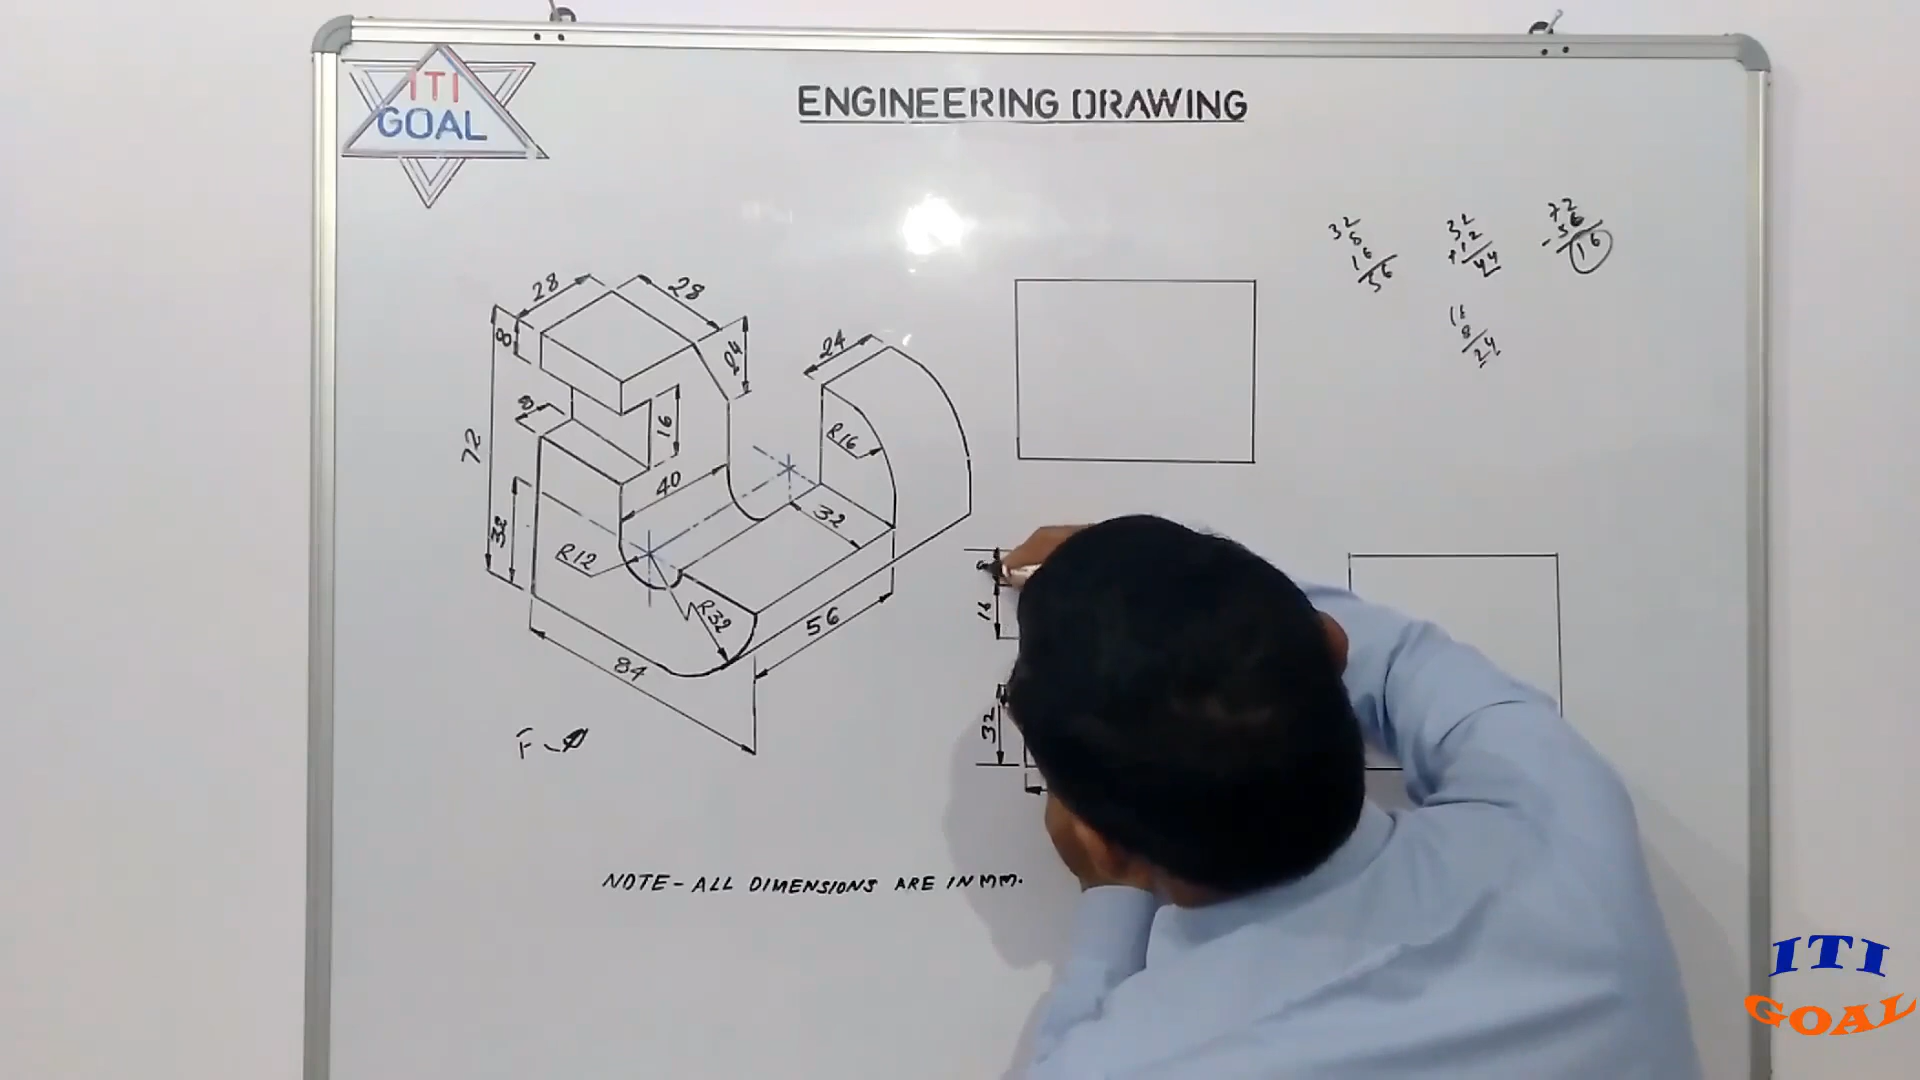 ITI
GOAL
ENGINEERING DRAWING
32
8
16
56
32
+12
44
72
-56
16
16
8
24
28
28
8
24
24
8
16
R16
72
40
32
32
R12
R32
56
84
16
32
F-
NOTE - ALL DIMENSIONS ARE IN MM.
ITI
GOAL